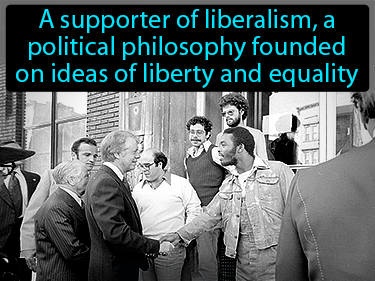 A supporter of liberalism, a
political philosophy founded
on ideas of liberty and equality